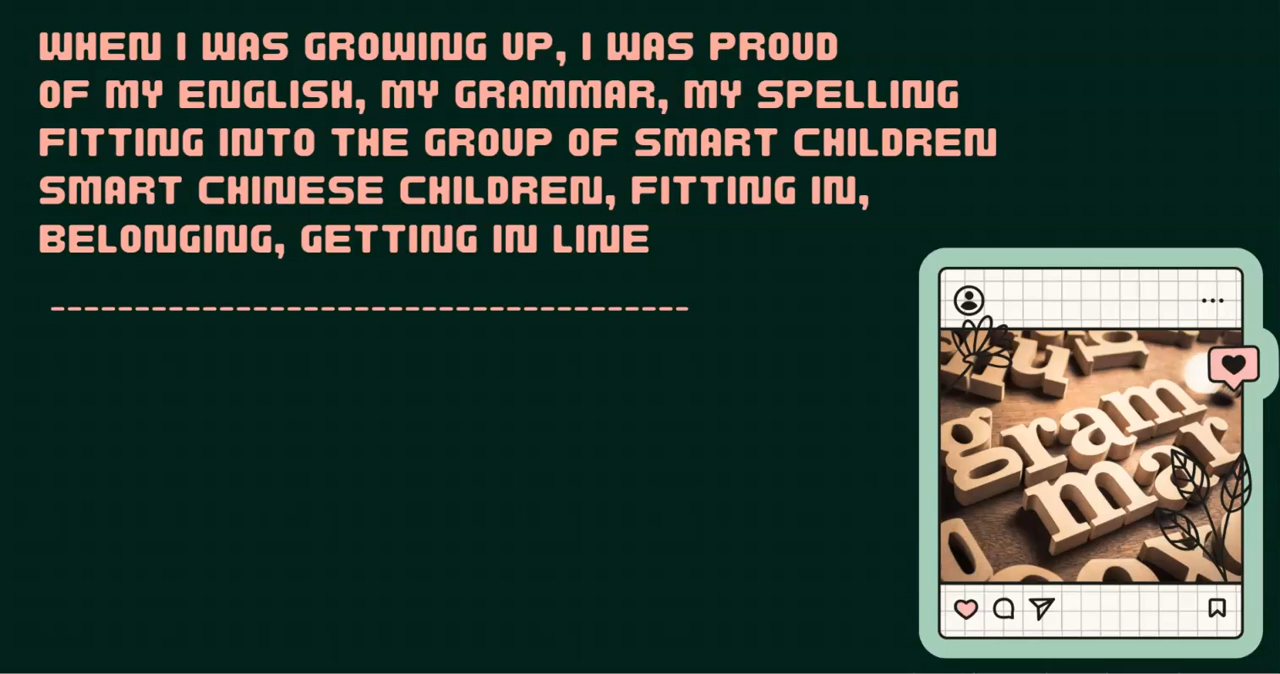 WHEN I WAS GROWING UP, I WAS PROUD
OF MY ENGLISH, MY GRAMMAR, MY SPELLING
FITTING INTO THE GROUP OF SMART CHILDREN
SMART CHINESE CHILDREN, FITTING IN,
BELONGING, GETTING IN LINE
--------------------------------------
gram
mar